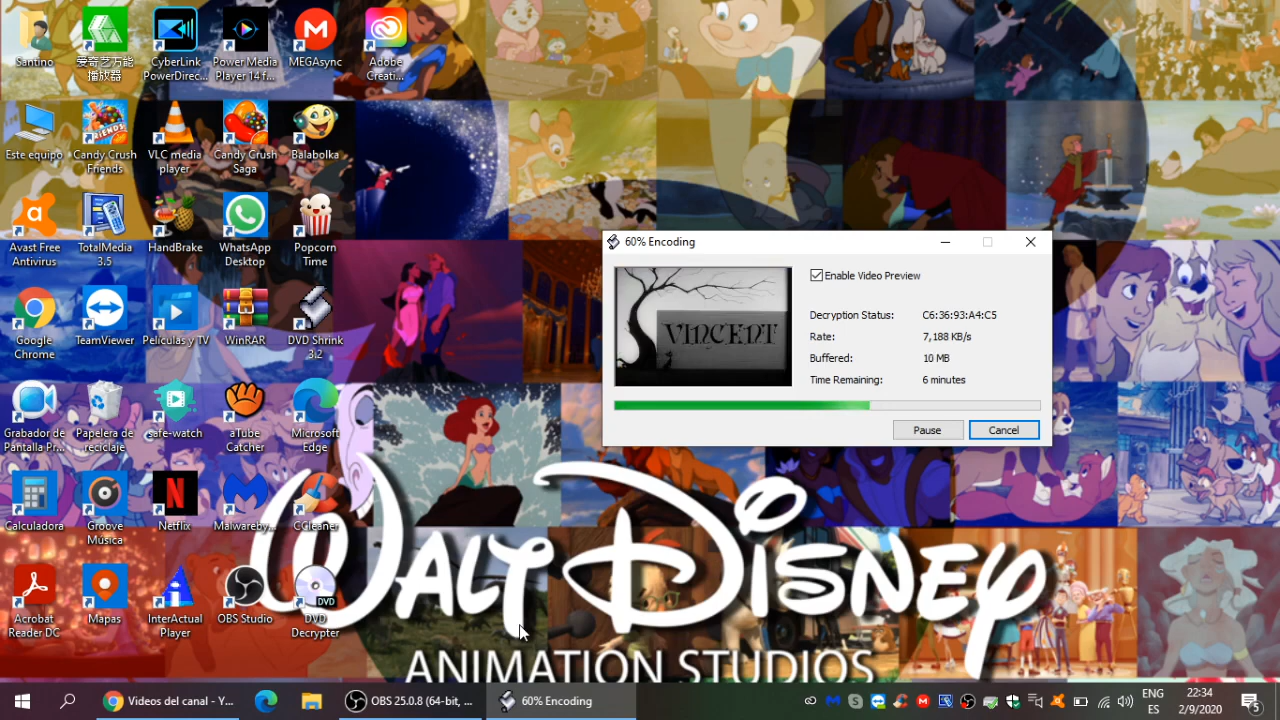 Santino
爱奇艺万能
播放器
CyberLink
PowerDirec...
Power Media
Player 14 f...
MEGAsync
Adobe
Creati...
Este equipo
Candy Crush
Friends
VLC media
player
Candy Crush
Saga
Balabolka
Avast Free
Antivirus
TotalMedia
3.5
HandBrake
WhatsApp
Desktop
Popcorn
Time
Google
Chrome
TeamViewer
Películas y TV
WinRAR
DVD Shrink
3.2
Grabador de
Pantalla Pr...
Papelera de
reciclaje
safe-watch
aTube
Catcher
Microsoft
Edge
Calculadora
Groove
Música
Netflix
Malwareby...
CCleaner
Acrobat
Reader DC
Mapas
InterActual
Player
OBS Studio
DVD
DVD
Decrypter
60% Encoding
VINCENT
Enable Video Preview
Decryption Status: C6:36:93:A4:C5
Rate: 7,188 KB/s
Buffered: 10 MB
Time Remaining: 6 minutes
Pause
Cancel
WALT DISNEY
ANIMATION STUDIOS
Videos del canal - Y...
OBS 25.0.8 (64-bit, ...
60% Encoding
ENG
ES
22:34
2/9/2020
5